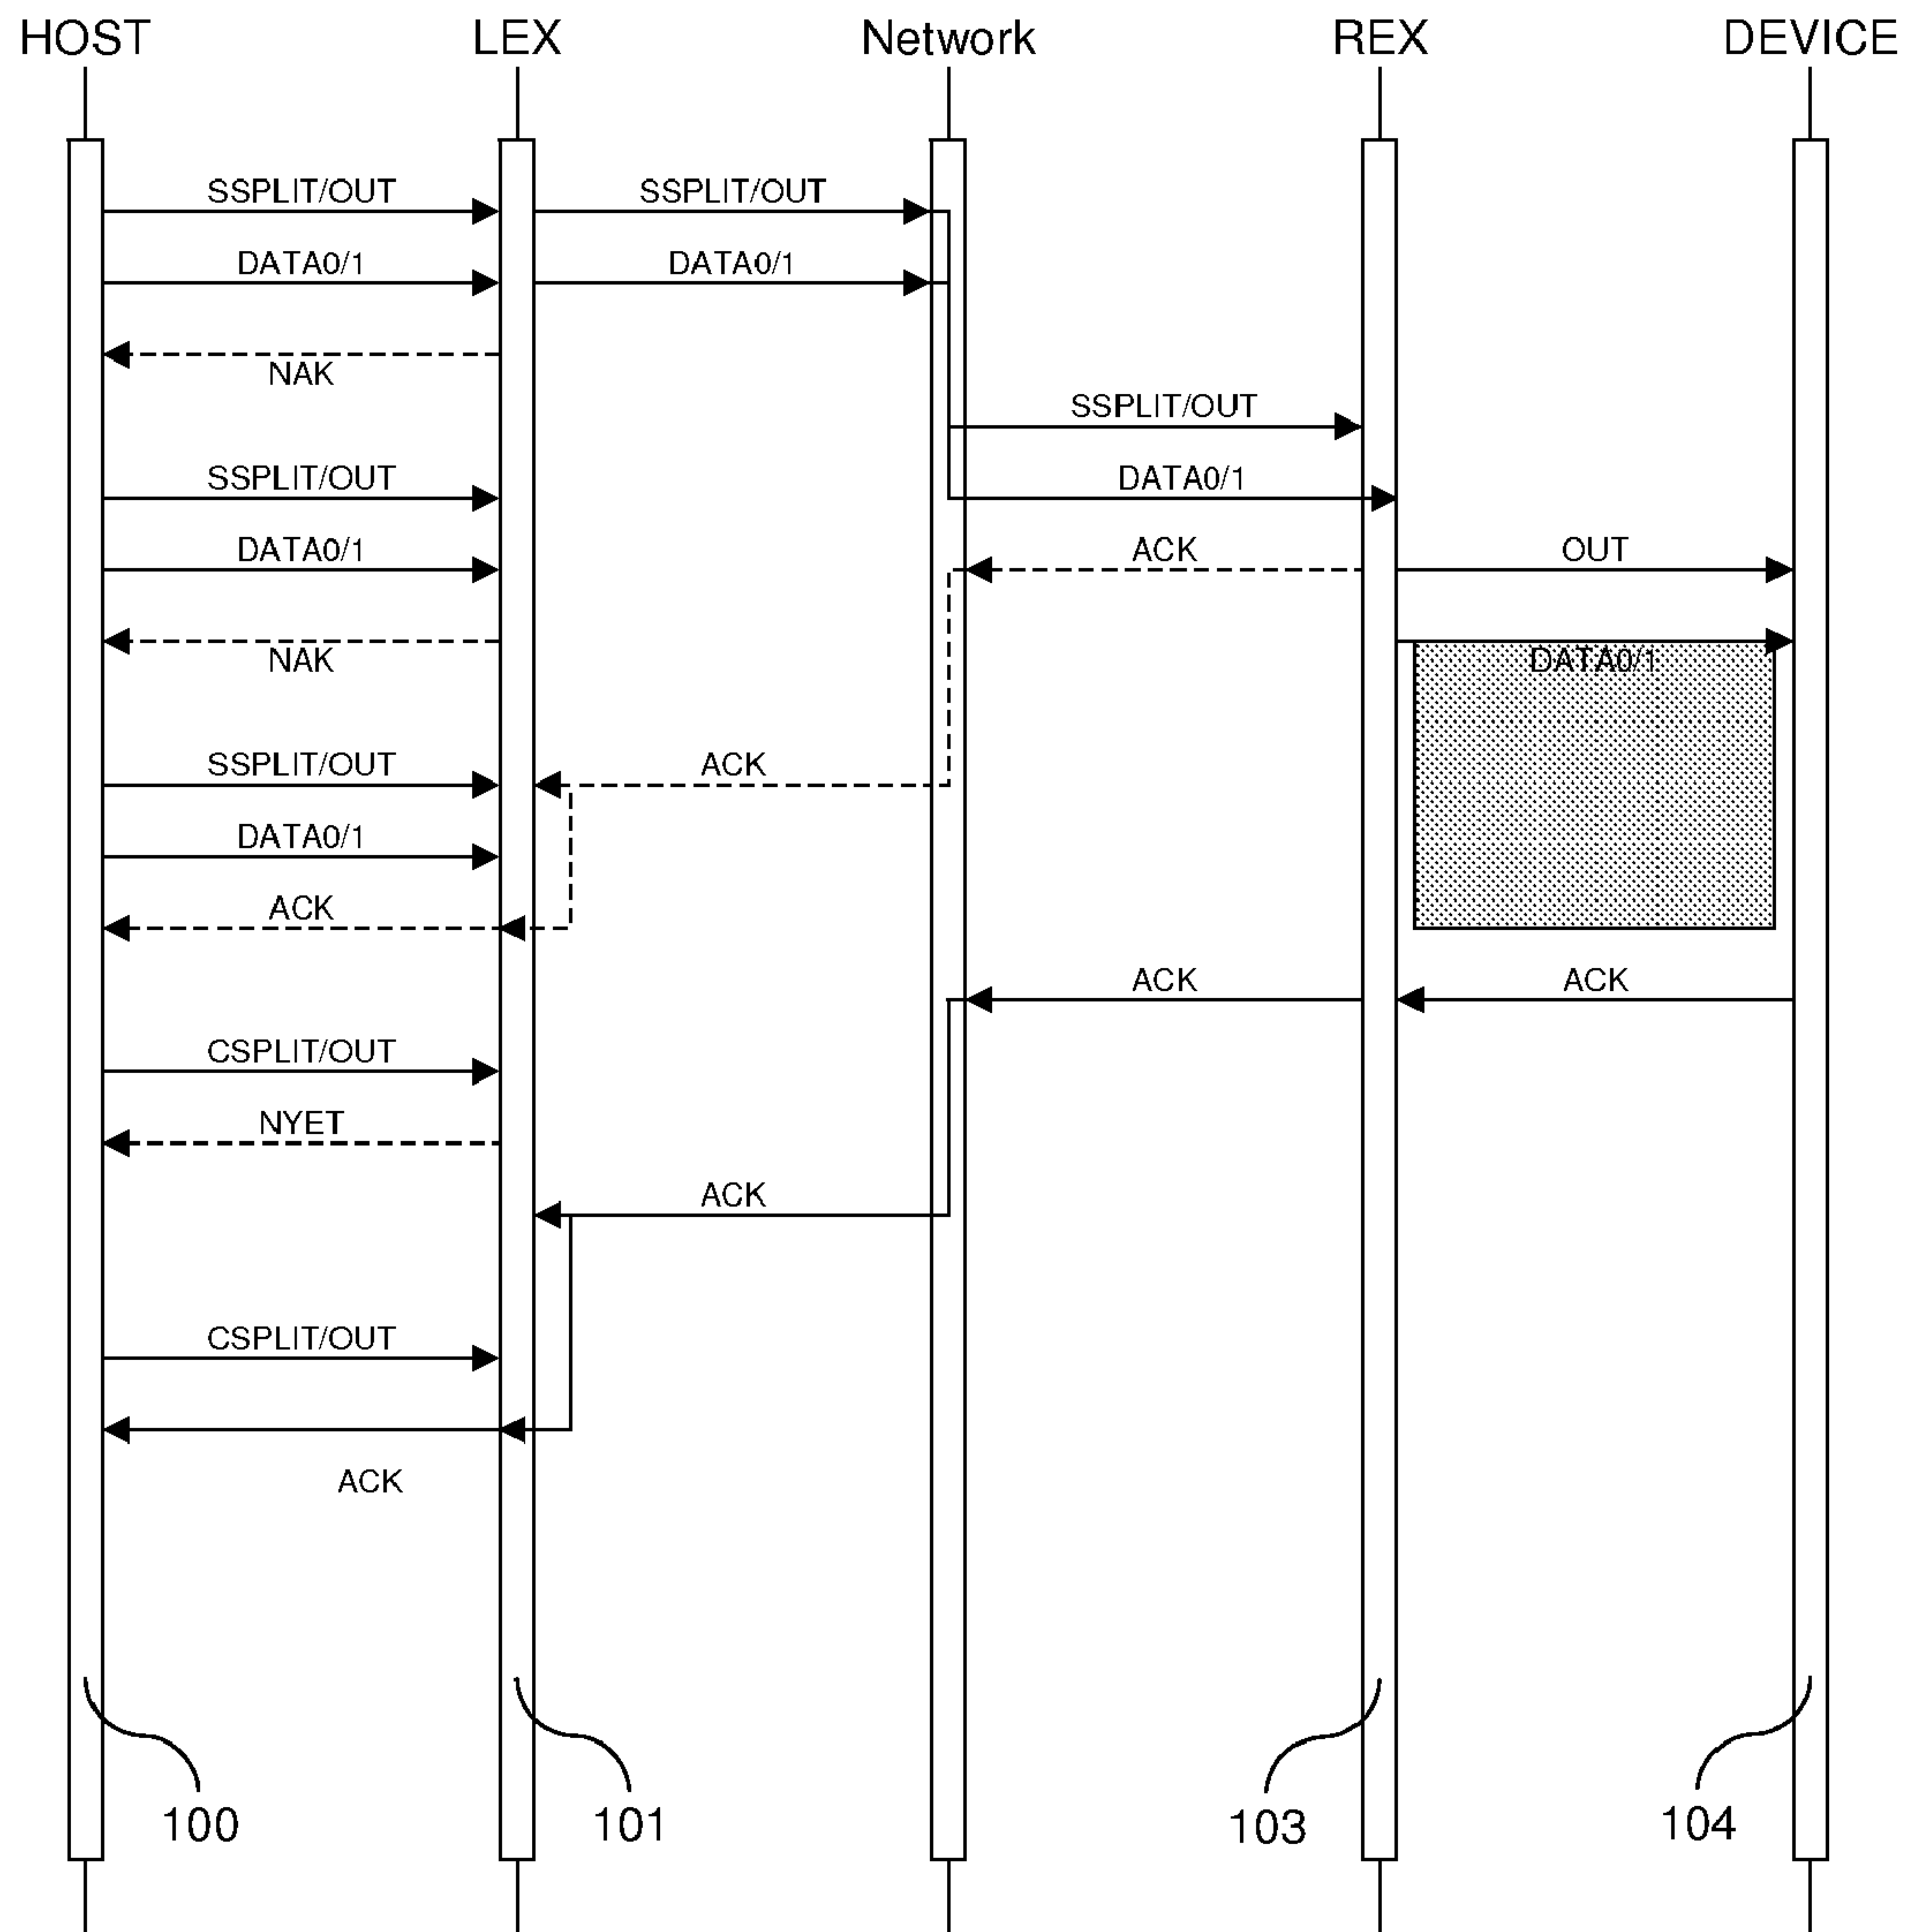 HOST LEX Network REX DEVICE
SSPLIT/OUT SSPLIT/OUT
DATA0/1 DATA0/1
NAK
SSPLIT/OUT
SSPLIT/OUT DATA0/1
DATA0/1 ACK OUT
NAK DATA0/1
SSPLIT/OUT ACK
DATA0/1
ACK
ACK ACK
CSPLIT/OUT
NYET
ACK
CSPLIT/OUT
ACK
100 101 103 104